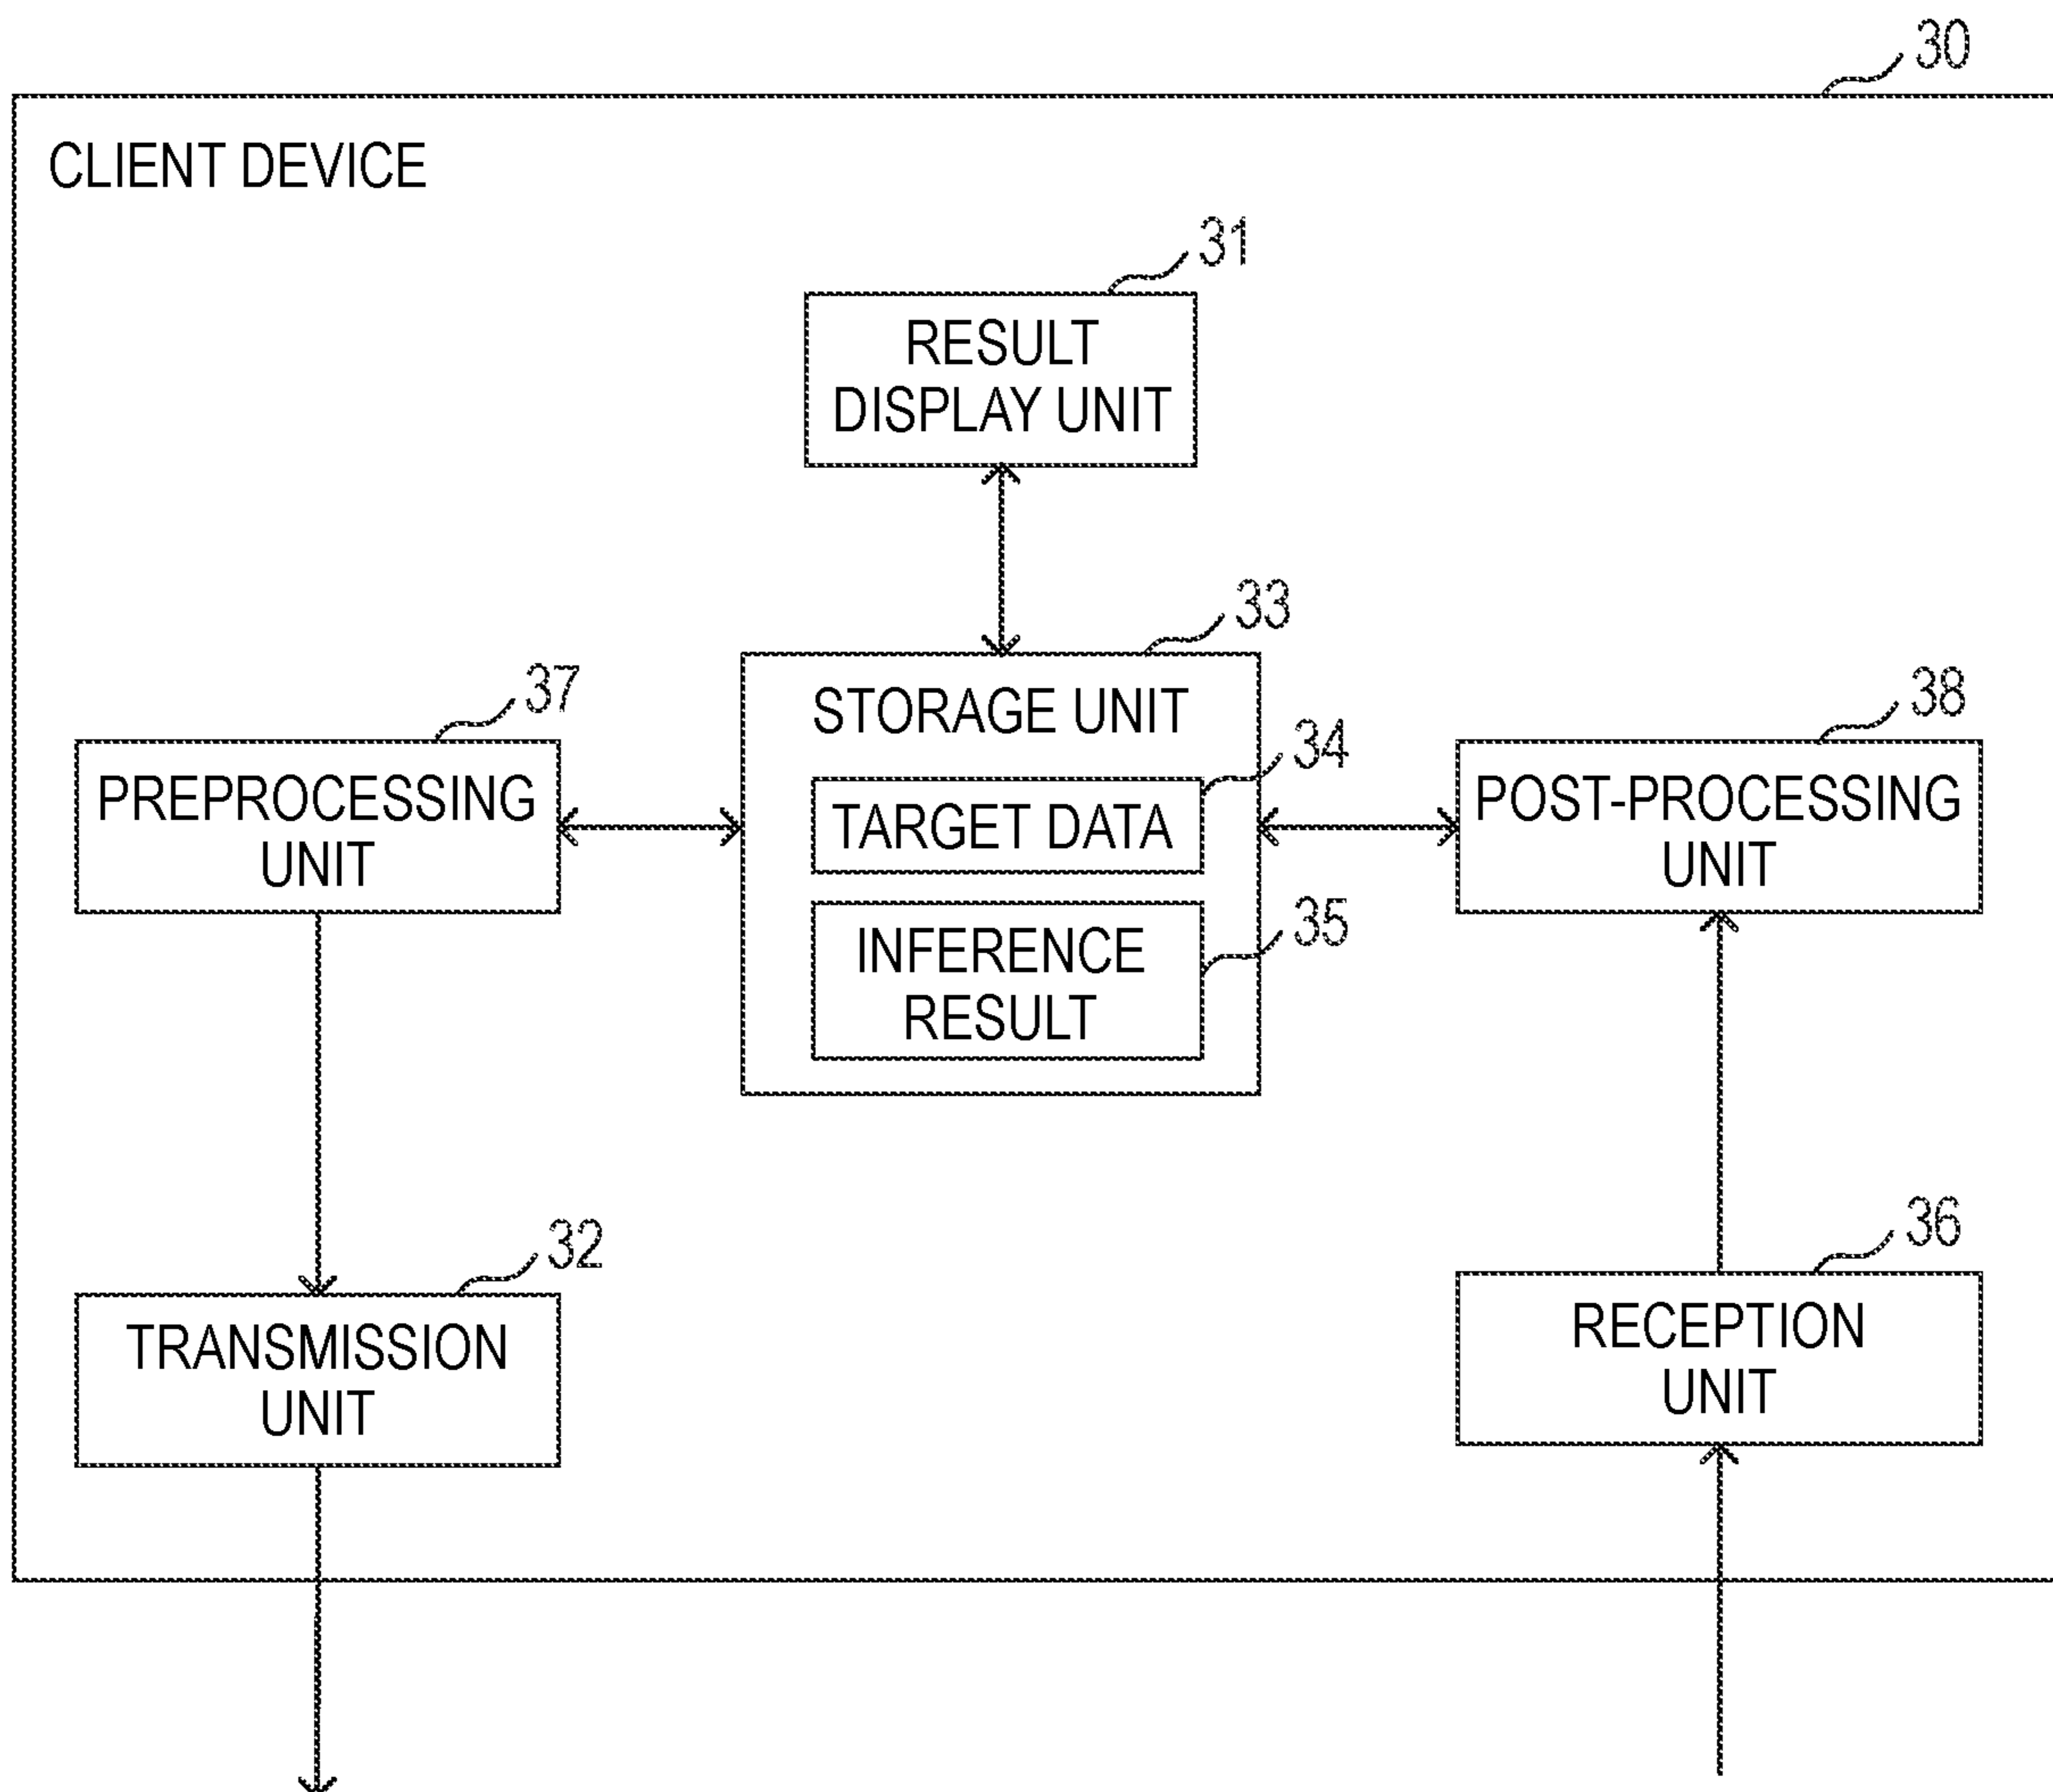 30
CLIENT DEVICE
31
RESULT
DISPLAY UNIT
33
STORAGE UNIT
34
TARGET DATA
35
INFERENCE
RESULT
37
PREPROCESSING
UNIT
38
POST-PROCESSING
UNIT
32
TRANSMISSION
UNIT
36
RECEPTION
UNIT